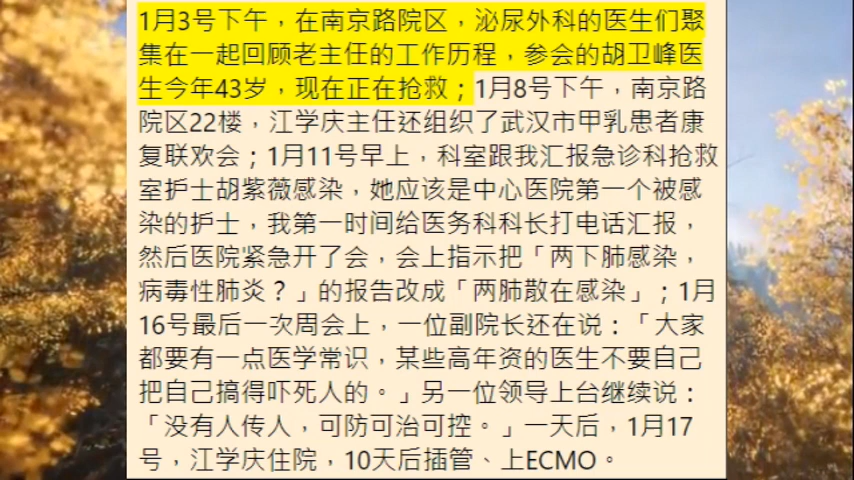 1月3号下午，在南京路院区，泌尿外科的医生们聚
集在一起回顾老主任的工作历程，参会的胡卫峰医
生今年43岁，现在正在抢救；1月8号下午，南京路
院区22楼，江学庆主任还组织了武汉市甲乳患者康
复联欢会；1月11号早上，科室跟我汇报急诊科抢救
室护士胡紫薇感染，她应该是中心医院第一个被感
染的护士，我第一时间给医务科科长打电话汇报，
然后医院紧急开了会，会上指示把「两下肺感染，
病毒性肺炎？」的报告改成「两肺散在感染」；1月
16号最后一次周会上，一位副院长还在说：「大家
都要有一点医学常识，某些高年资的医生不要自己
把自己搞得吓死人的。」另一位领导上台继续说：
「没有人传人，可防可治可控。」一天后，1月17
号，江学庆住院，10天后插管、上ECMO。